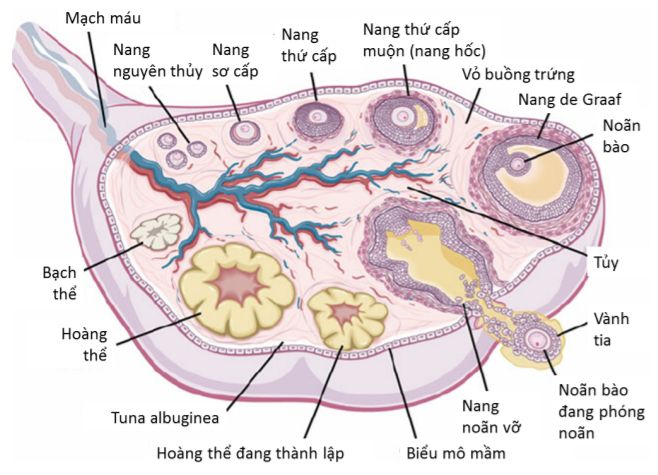 Mạch máu
Nang
nguyên thủy
Nang
sơ cấp
Nang
thứ cấp
Nang thứ cấp
muộn (nang hốc)
Vỏ buồng trứng
Nang de Graaf
Noãn
bào
Tủy
Vành
tia
Noãn bào
đang phóng
noãn
Nang
noãn vỡ
Biểu mô mầm
Hoàng thể đang thành lập
Tuna albuginea
Hoàng
thể
Bạch
thể